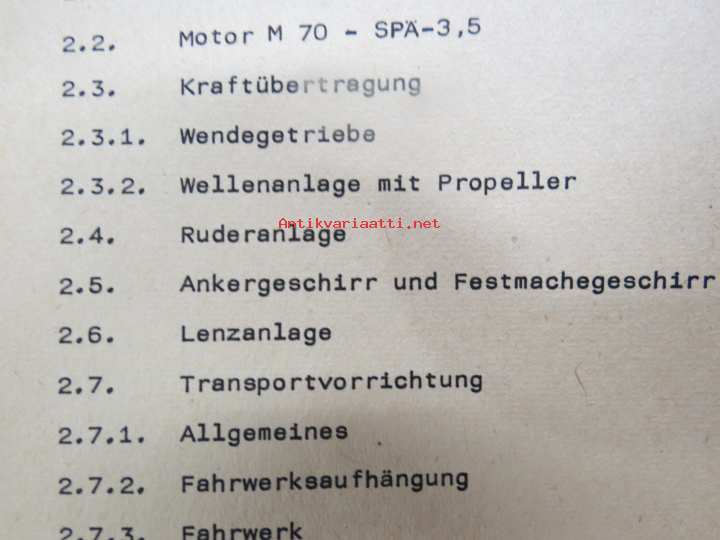 2.2. Motor M 70 - SPÄ-3,5
2.3. Kraftübertragung
2.3.1. Wendegetriebe
2.3.2. Wellenanlage mit Propeller
Antikvariaatti.net
2.4. Ruderanlage
2.5. Ankergeschirr und Festmachegeschirr
2.6. Lenzanlage
2.7. Transportvorrichtung
2.7.1. Allgemeines
2.7.2. Fahrwerksaufhängung
2.7.3. Fahrwerk